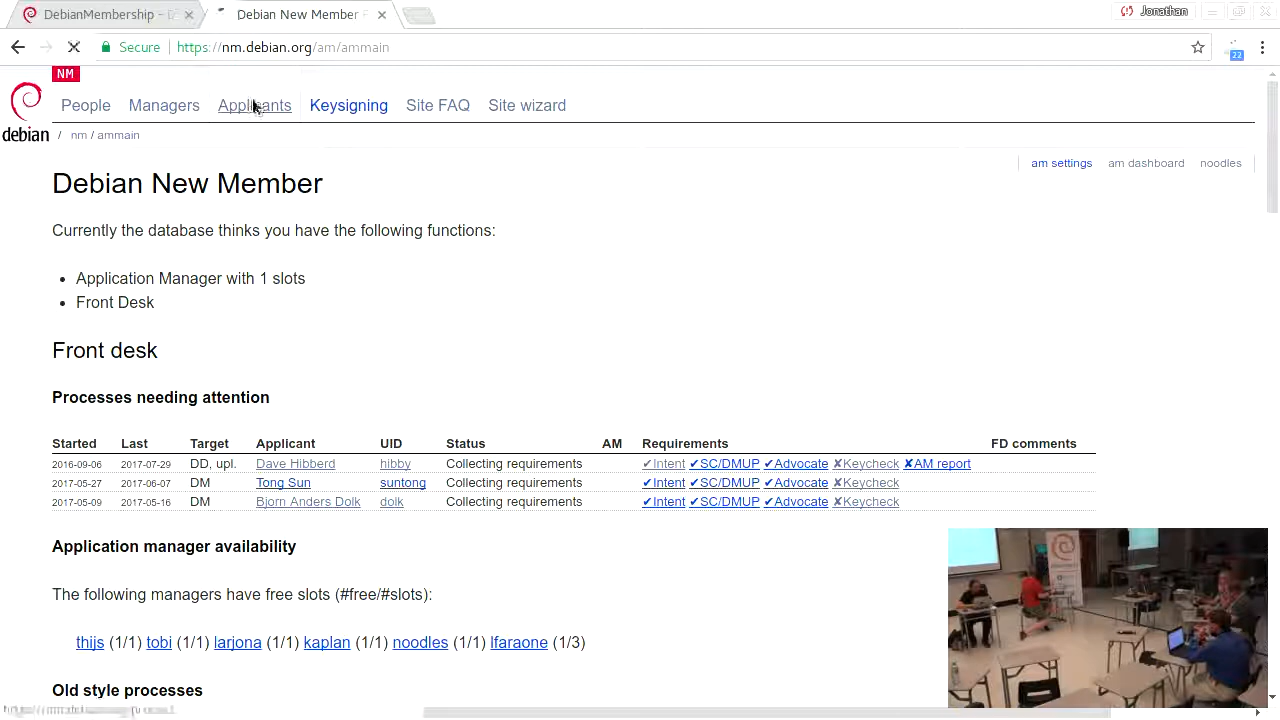 DebianMembership - D
Debian New Member
Jonathan
Secure https://nm.debian.org/am/ammain
22
NM
People Managers Applicants Keysigning Site FAQ Site wizard
debian
/ nm / ammain
am settings am dashboard noodles
Debian New Member
Currently the database thinks you have the following functions:
• Application Manager with 1 slots
• Front Desk
Front desk
Processes needing attention
Started Last Target Applicant UID Status AM Requirements FD comments
2016-09-06 2017-07-29 DD, upl. Dave Hibberd hibby Collecting requirements ✔Intent ✔SC/DMUP ✔Advocate ✘Keycheck ✘AM report
2017-05-27 2017-06-07 DM Tong Sun suntong Collecting requirements ✔Intent ✔SC/DMUP ✔Advocate ✘Keycheck
2017-05-09 2017-05-16 DM Bjorn Anders Dolk dolk Collecting requirements ✔Intent ✔SC/DMUP ✔Advocate ✘Keycheck
Application manager availability
The following managers have free slots (#free/#slots):
thijs (1/1) tobi (1/1) larjona (1/1) kaplan (1/1) noodles (1/1) lfaraone (1/3)
Old style processes